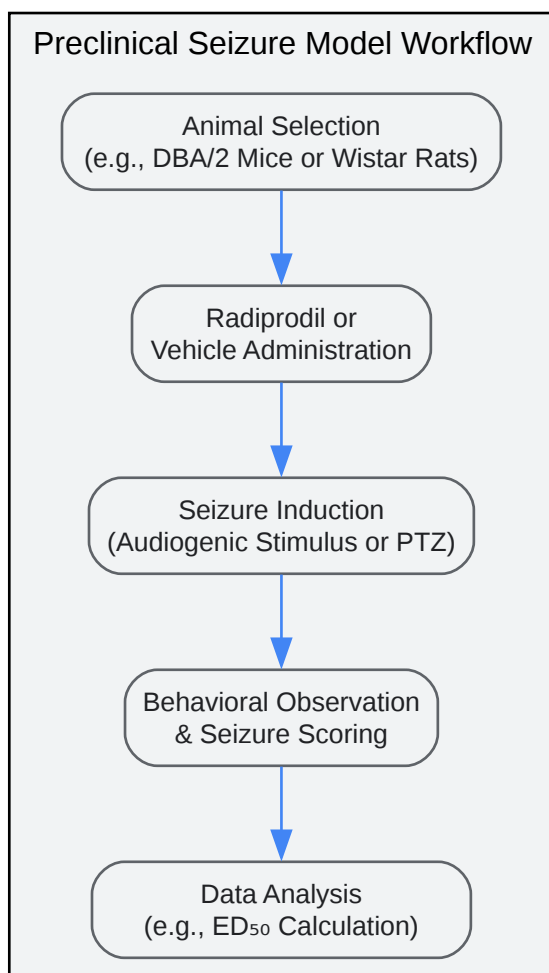 Preclinical Seizure Model Workflow
Animal Selection
(e.g., DBA/2 Mice or Wistar Rats)
Radiprodil or
Vehicle Administration
Seizure Induction
(Audiogenic Stimulus or PTZ)
Behavioral Observation
& Seizure Scoring
Data Analysis
(e.g., ED₅₀ Calculation)